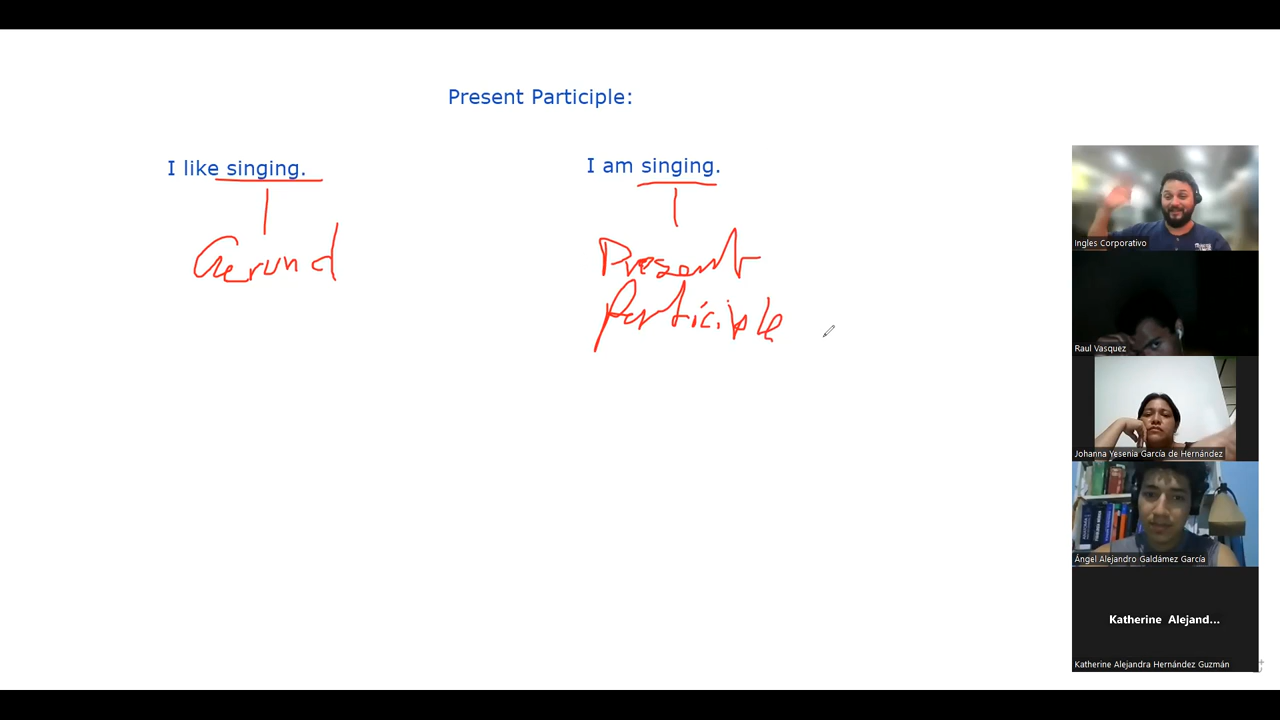 Present Participle:
I like singing.
I am singing.
Gerund
Present
Participle
Ingles Corporativo
Raul Vasquez
Johanna Yesenia García de Hernández
Ángel Alejandro Galdámez García
Katherine Alejand...
Katherine Alejandra Hernández Guzmán